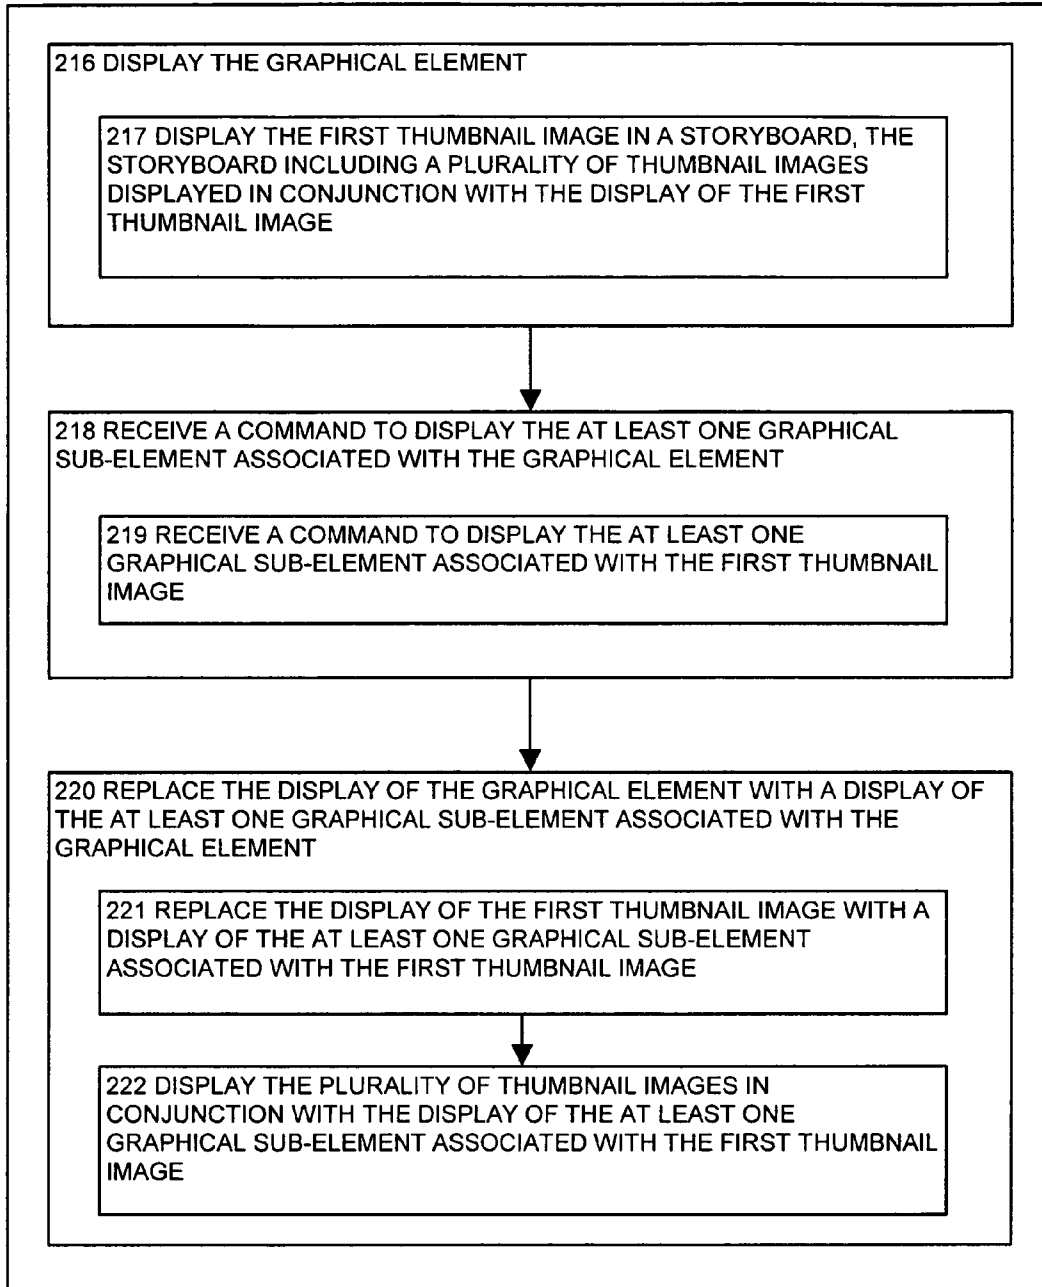 216 DISPLAY THE GRAPHICAL ELEMENT
217 DISPLAY THE FIRST THUMBNAIL IMAGE IN A STORYBOARD, THE
STORYBOARD INCLUDING A PLURALITY OF THUMBNAIL IMAGES
DISPLAYED IN CONJUNCTION WITH THE DISPLAY OF THE FIRST
THUMBNAIL IMAGE
218 RECEIVE A COMMAND TO DISPLAY THE AT LEAST ONE GRAPHICAL
SUB-ELEMENT ASSOCIATED WITH THE GRAPHICAL ELEMENT
219 RECEIVE A COMMAND TO DISPLAY THE AT LEAST ONE
GRAPHICAL SUB-ELEMENT ASSOCIATED WITH THE FIRST THUMBNAIL
IMAGE
220 REPLACE THE DISPLAY OF THE GRAPHICAL ELEMENT WITH A DISPLAY OF
THE AT LEAST ONE GRAPHICAL SUB-ELEMENT ASSOCIATED WITH THE
GRAPHICAL ELEMENT
221 REPLACE THE DISPLAY OF THE FIRST THUMBNAIL IMAGE WITH A
DISPLAY OF THE AT LEAST ONE GRAPHICAL SUB-ELEMENT
ASSOCIATED WITH THE FIRST THUMBNAIL IMAGE
222 DISPLAY THE PLURALITY OF THUMBNAIL IMAGES IN
CONJUNCTION WITH THE DISPLAY OF THE AT LEAST ONE
GRAPHICAL SUB-ELEMENT ASSOCIATED WITH THE FIRST THUMBNAIL
IMAGE